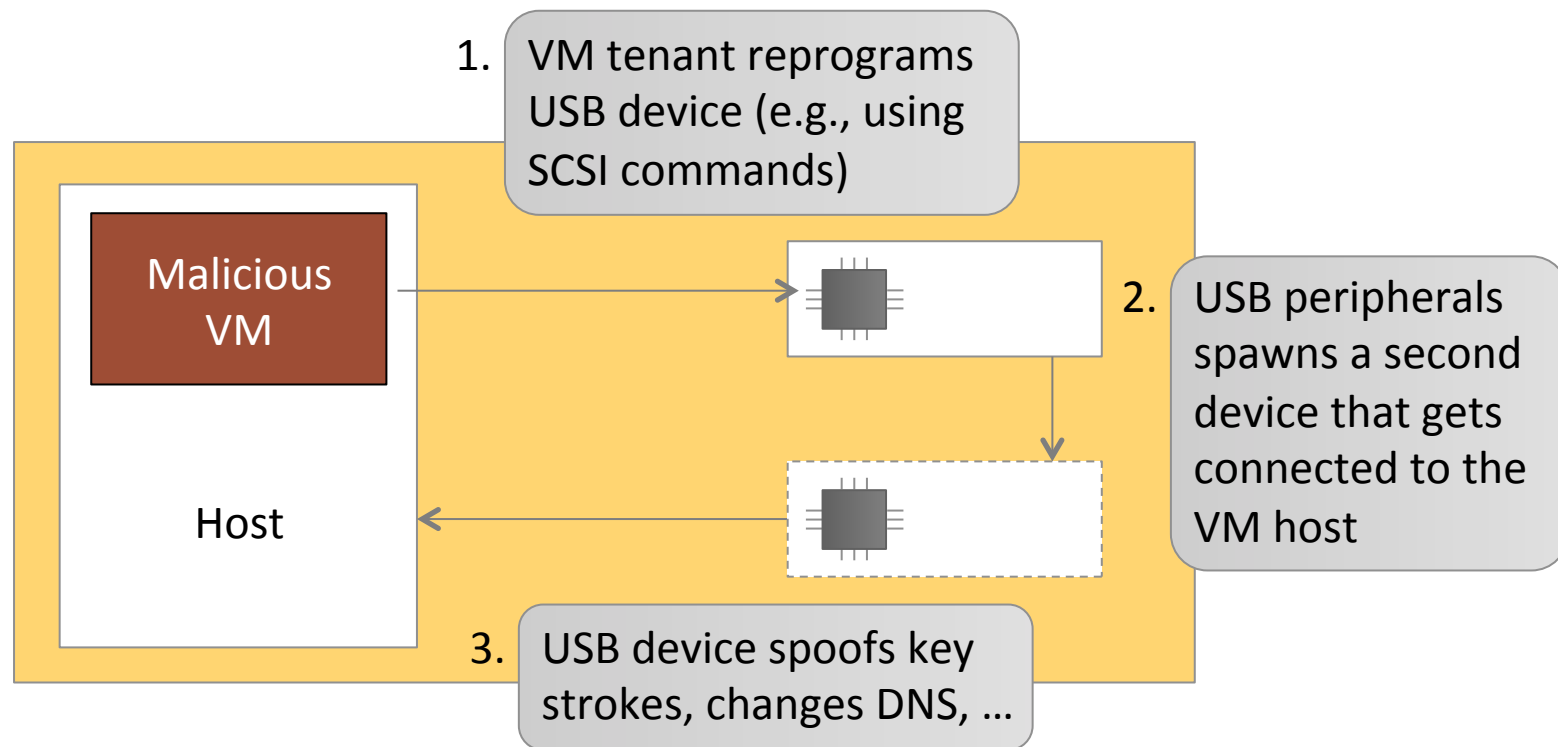 1. VM tenant reprograms
USB device (e.g., using
SCSI commands)
Malicious
VM
Host
2. USB peripherals
spawns a second
device that gets
connected to the
VM host
3. USB device spoofs key
strokes, changes DNS, …